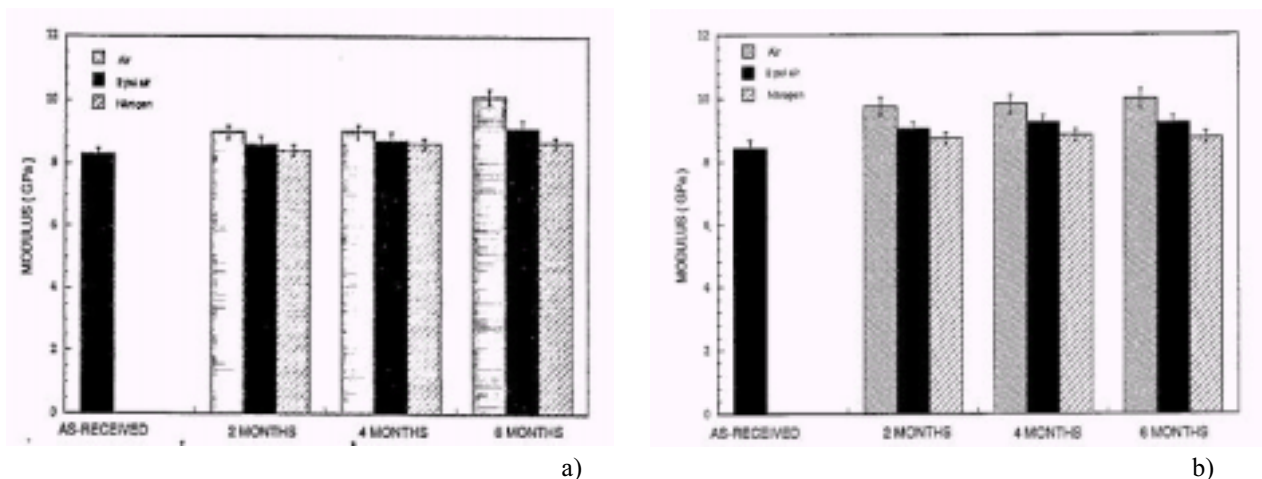 12
10
8
6
4
2
0
MODULUS (GPa)
Air
Nitrogen
AS-RECEIVED
2 MONTHS
4 MONTHS
6 MONTHS
a)
12
10
8
6
4
2
0
MODULUS (GPa)
Air
Nitrogen
AS-RECEIVED
2 MONTHS
4 MONTHS
6 MONTHS
b)